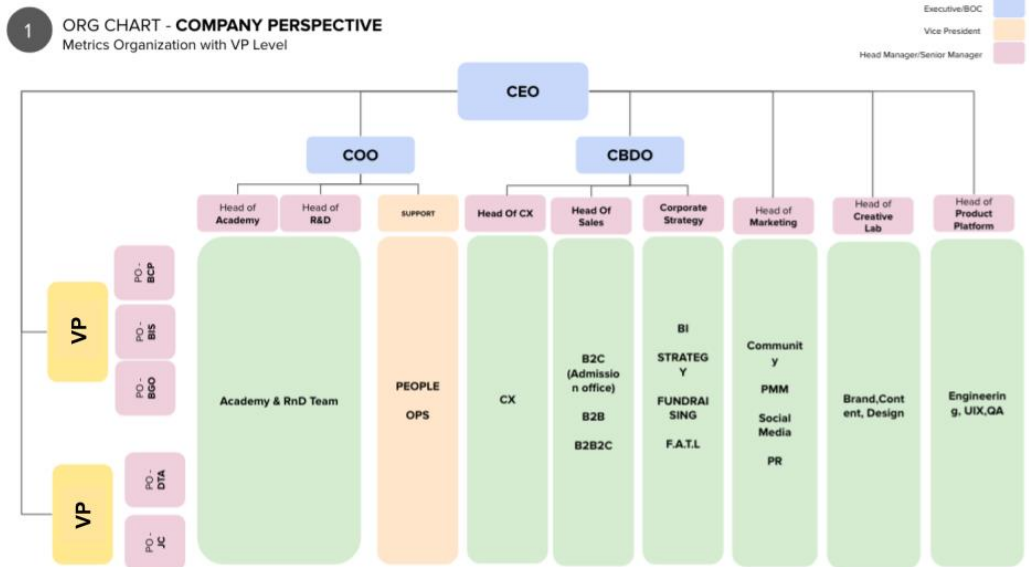 1
ORG CHART - COMPANY PERSPECTIVE
Metrics Organization with VP Level
Executive/BOC
Vice President
Head Manager/Senior Manager
CEO
COO
CBDO
Head of
Academy
Head of
R&D
SUPPORT
Head Of CX
Head Of
Sales
Corporate
Strategy
Head of
Marketing
Head of
Creative
Lab
Head of
Product
Platform
VP
PO -
BCP
PO -
BIS
PO -
BGO
VP
PO -
DTA
PO -
JC
Academy & RnD Team
PEOPLE
OPS
CX
B2C
(Admissio
n office)
B2B
B2B2C
BI
STRATEG
Y
FUNDRAI
SING
F.A.T.L
Communit
y
PMM
Social
Media
PR
Brand,Cont
ent, Design
Engineerin
g, UIX,QA